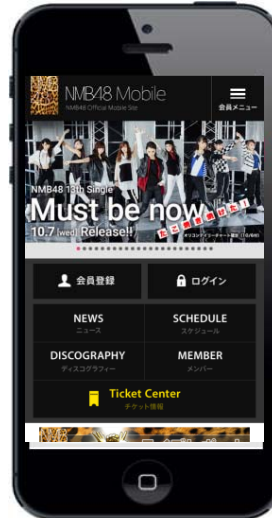 NMB48 Mobile
NMB48 Official Mobile Site
会員メニュー
NMB48 13th Single
Must be now
10.7 [wed] Release!!
会員登録
ログイン
NEWS
ニュース
SCHEDULE
スケジュール
DISCOGRAPHY
ディスコグラフィー
MEMBER
メンバー
Ticket Center
チケット情報